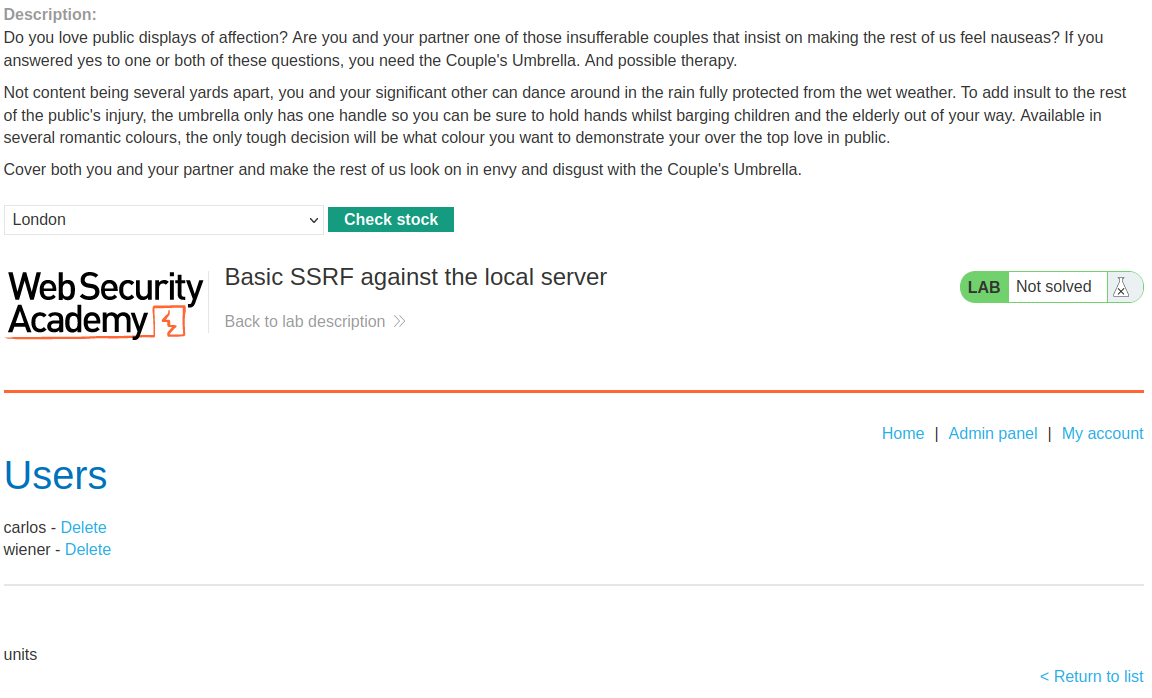 Description:
Do you love public displays of affection? Are you and your partner one of those insufferable couples that insist on making the rest of us feel nauseas? If you
answered yes to one or both of these questions, you need the Couple's Umbrella. And possible therapy.
Not content being several yards apart, you and your significant other can dance around in the rain fully protected from the wet weather. To add insult to the rest
of the public's injury, the umbrella only has one handle so you can be sure to hold hands whilst barging children and the elderly out of your way. Available in
several romantic colours, the only tough decision will be what colour you want to demonstrate your over the top love in public.
Cover both you and your partner and make the rest of us look on in envy and disgust with the Couple's Umbrella.
London
Check stock
WebSecurity
Academy
Basic SSRF against the local server
Back to lab description
LAB Not solved
Home | Admin panel | My account
Users
carlos - Delete
wiener - Delete
units
< Return to list